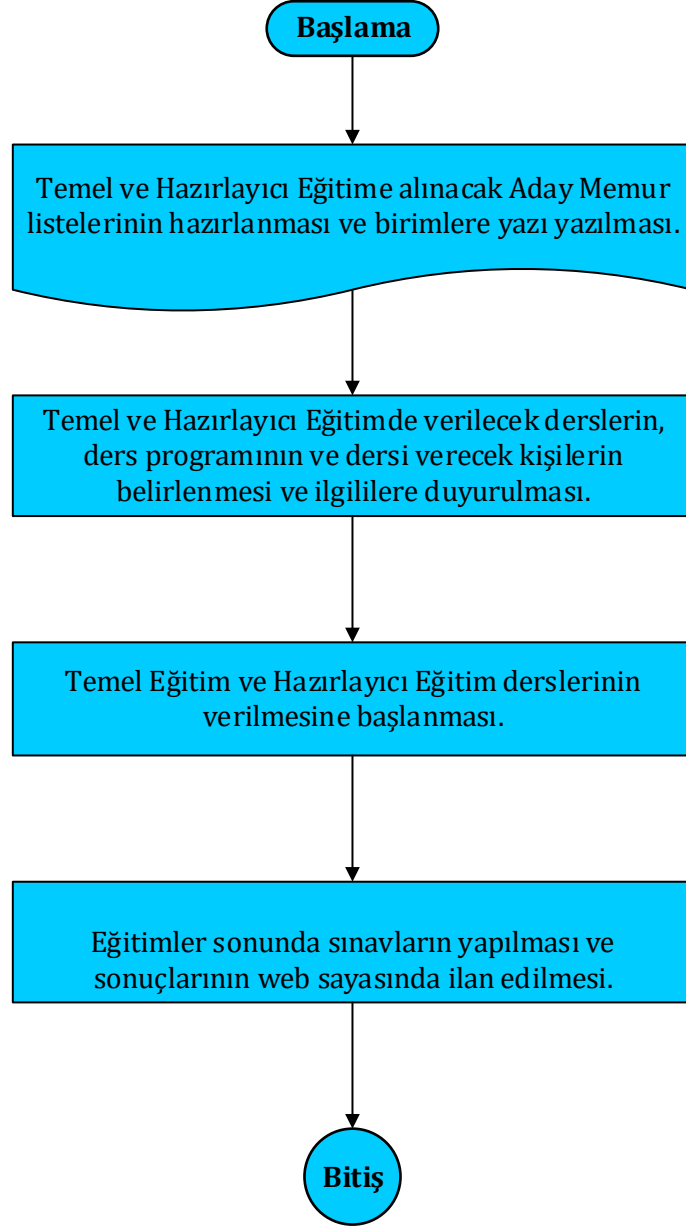 Başlama
Temel ve Hazırlayıcı Eğitime alınacak Aday Memur
listelerinin hazırlanması ve birimlere yazı yazılması.
Temel ve Hazırlayıcı Eğitimde verilecek derslerin,
ders programının ve dersi verecek kişilerin
belirlenmesi ve ilgililere duyurulması.
Temel Eğitim ve Hazırlayıcı Eğitim derslerinin
verilmesine başlanması.
Eğitimler sonunda sınavların yapılması ve
sonuçlarının web sayasında ilan edilmesi.
Bitiş